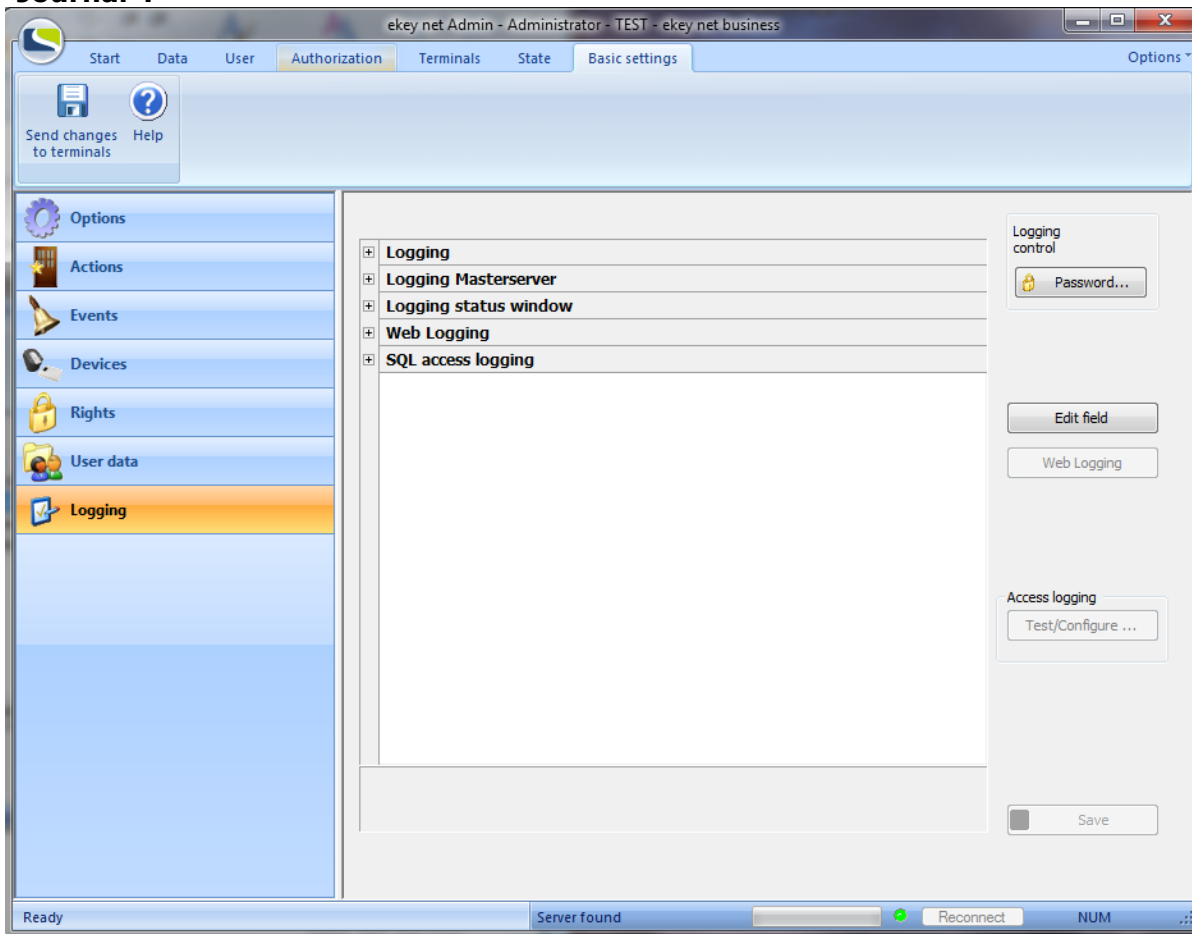 ekey net Admin - Administrator - TEST - ekey net business
Start Data User Authorization Terminals State Basic settings Options
Send changes to terminals
Help
Options
Actions
Events
Devices
Rights
User data
Logging
Logging
Logging Masterserver
Logging status window
Web Logging
SQL access logging
Logging
control
Password...
Edit field
Web Logging
Access logging
Test/Configure ...
Save
Ready Server found Reconnect NUM